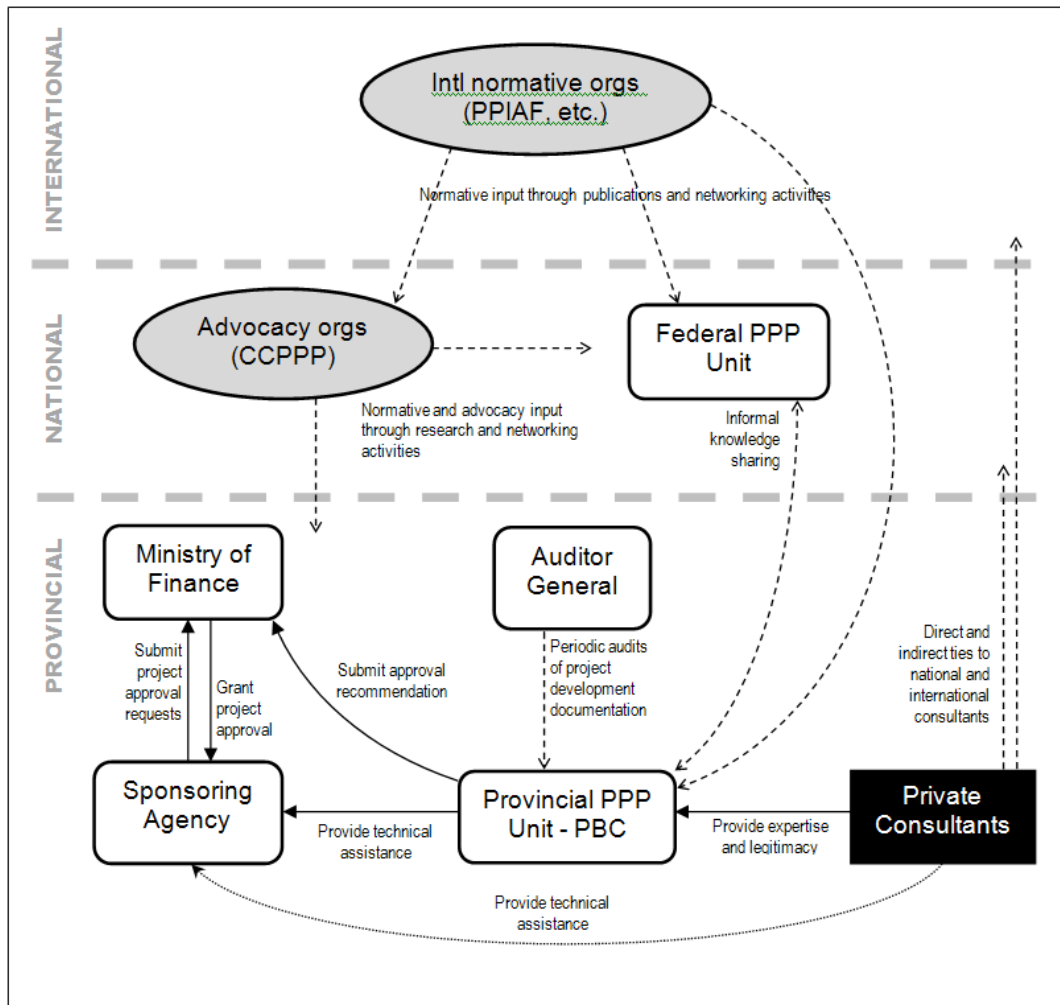 INTERNATIONAL
Intl normative orgs
(PPIAF, etc.)
Normative input through publications and networking activities
NATIONAL
Advocacy orgs
(CCPPP)
Federal PPP
Unit
Normative and advocacy input
through research and networking
activities
Informal
knowledge
sharing
PROVINCIAL
Ministry of
Finance
Auditor
General
Submit
project
approval
requests
Grant
project
approval
Submit approval
recommendation
Periodic audits
of project
development
documentation
Direct and
indirect ties to
national and
international
consultants
Sponsoring
Agency
Provide technical
assistance
Provincial PPP
Unit - PBC
Provide expertise
and legitimacy
Private
Consultants
Provide technical
assistance